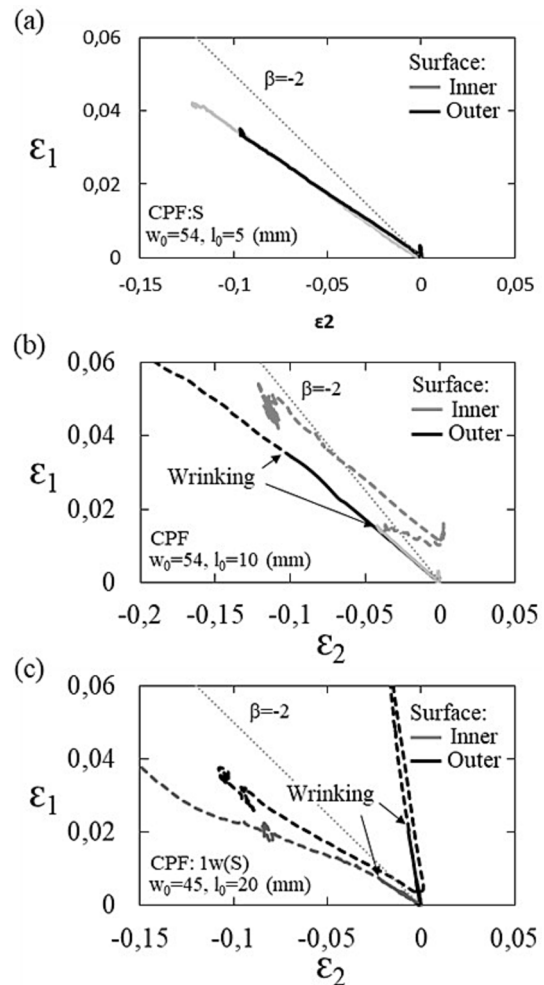 (a)
0,06
β=-2
Surface:
Inner
Outer
0,04
ε1
0,02
CPF:S
w0=54, l0=5 (mm)
0
-0,15 -0,1 -0,05 0 0,05
ε2
(b)
0,06
β=-2
Surface:
Inner
Outer
0,04
ε1
Wrinking
0,02
CPF
w0=54, l0=10 (mm)
0
-0,2 -0,15 -0,1 -0,05 0 0,05
ε2
(c)
0,06
β=-2
Surface:
Inner
Outer
0,04
ε1
Wrinking
0,02
CPF: 1w(S)
w0=45, l0=20 (mm)
0
-0,15 -0,1 -0,05 0 0,05
ε2